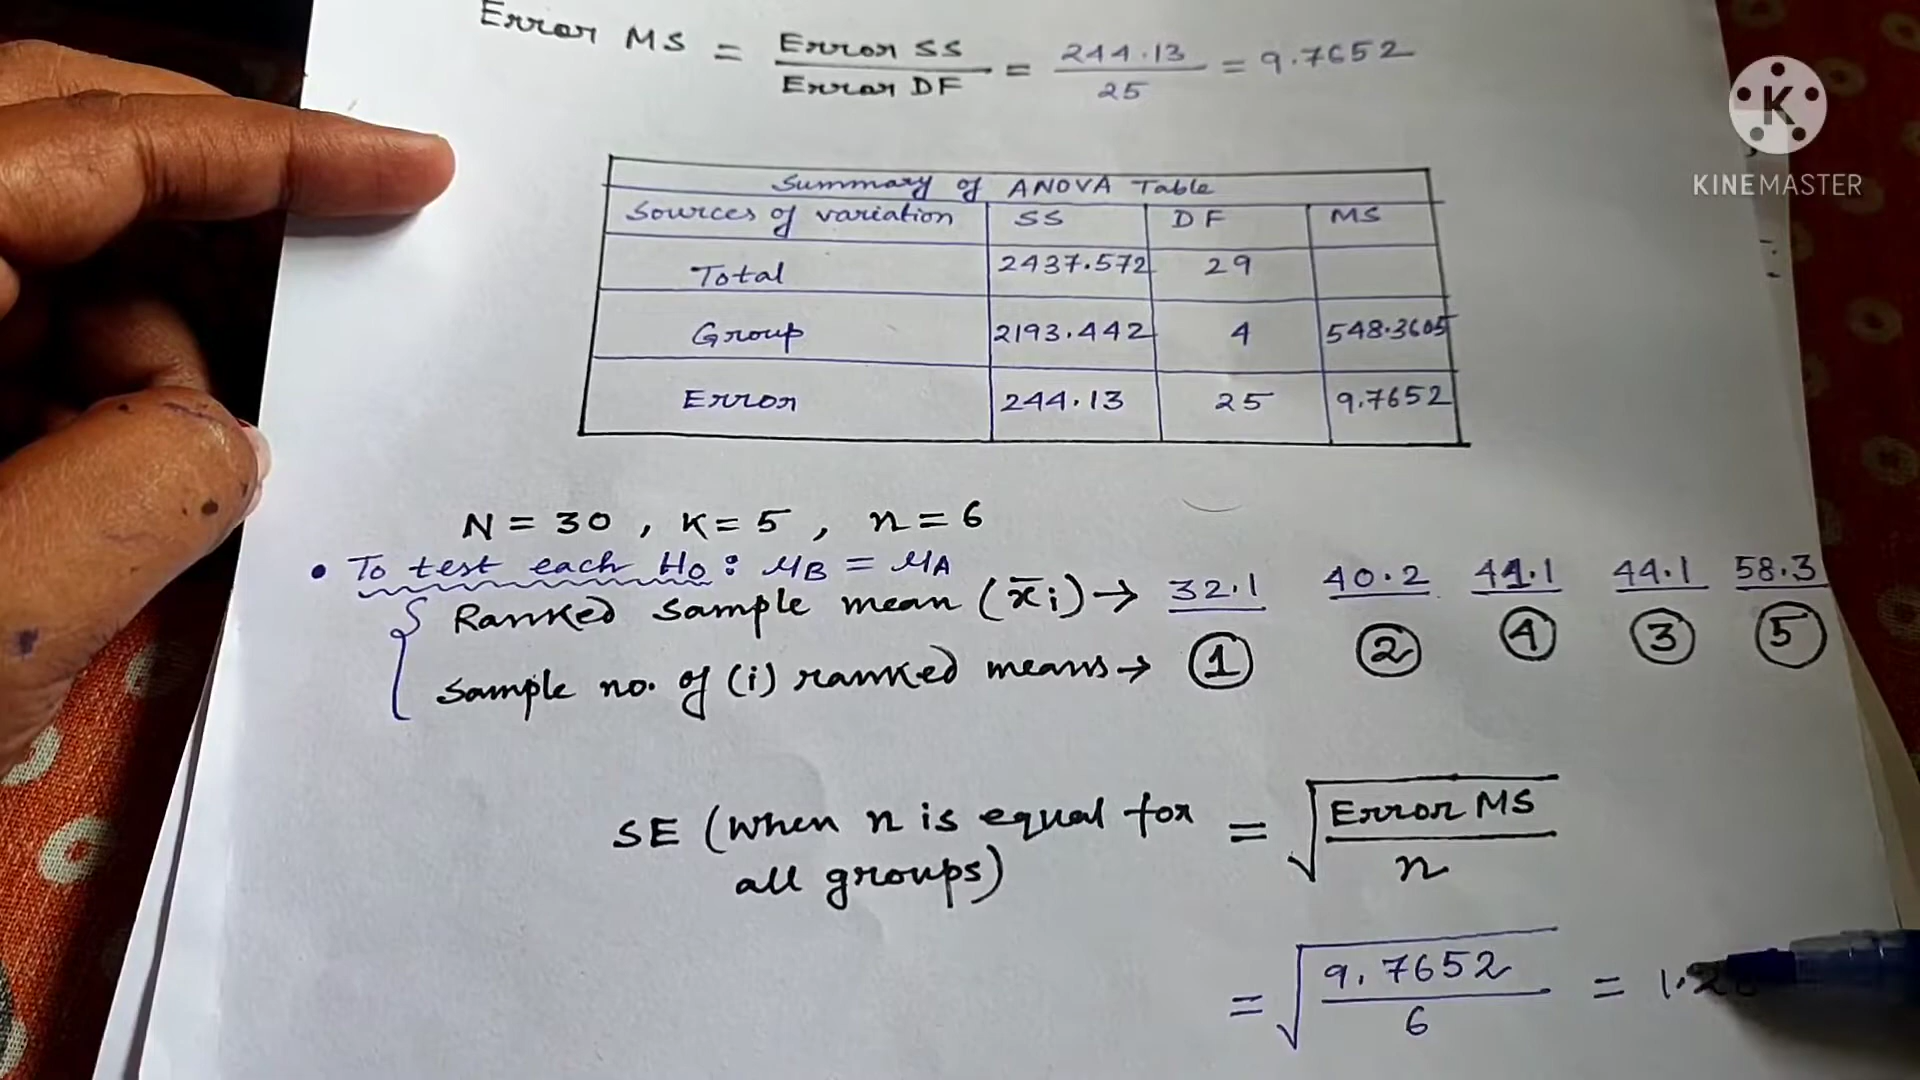 Error MS = Error SS / Error DF = 244.13 / 25 = 9.7652
KINEMASTER
Summary of ANOVA Table
Sources of variation SS DF MS
Total 2437.572 29
Group 2193.442 4 548.3605
Error 244.13 25 9.7652
N = 30 , K = 5 , n = 6
• To test each H0 : μB = μA
Ranked sample mean (x̄i) → 32.1 40.2 41.1 44.1 58.3
Sample no. of (i) ranked means → 1 2 4 3 5
SE (when n is equal for all groups) = √(Error MS / n)
= √(9.7652 / 6) = 1.2